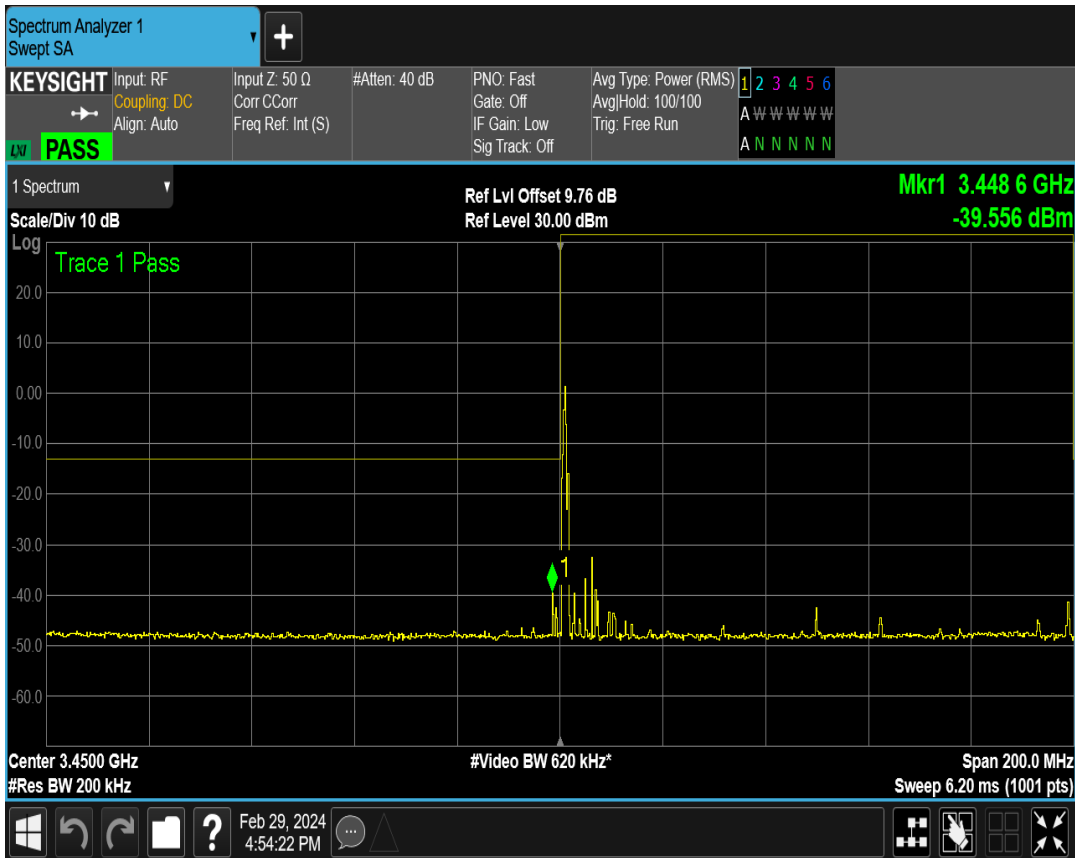 Spectrum Analyzer 1
Swept SA
KEYSIGHT
LXI PASS
Input: RF
Coupling: DC
Align: Auto
Input Z: 50 Ω
Corr CCorr
Freq Ref: Int (S)
#Atten: 40 dB
PNO: Fast
Gate: Off
IF Gain: Low
Sig Track: Off
Avg Type: Power (RMS)
Avg|Hold: 100/100
Trig: Free Run
1 2 3 4 5 6
A W W W W W
A N N N N N
1 Spectrum
Scale/Div 10 dB
Ref Lvl Offset 9.76 dB
Ref Level 30.00 dBm
Mkr1 3.448 6 GHz
-39.556 dBm
Log
Trace 1 Pass
20.0
10.0
0.00
-10.0
-20.0
-30.0
-40.0
-50.0
-60.0
1
Center 3.4500 GHz
#Res BW 200 kHz
#Video BW 620 kHz*
Span 200.0 MHz
Sweep 6.20 ms (1001 pts)
?
Feb 29, 2024
4:54:22 PM